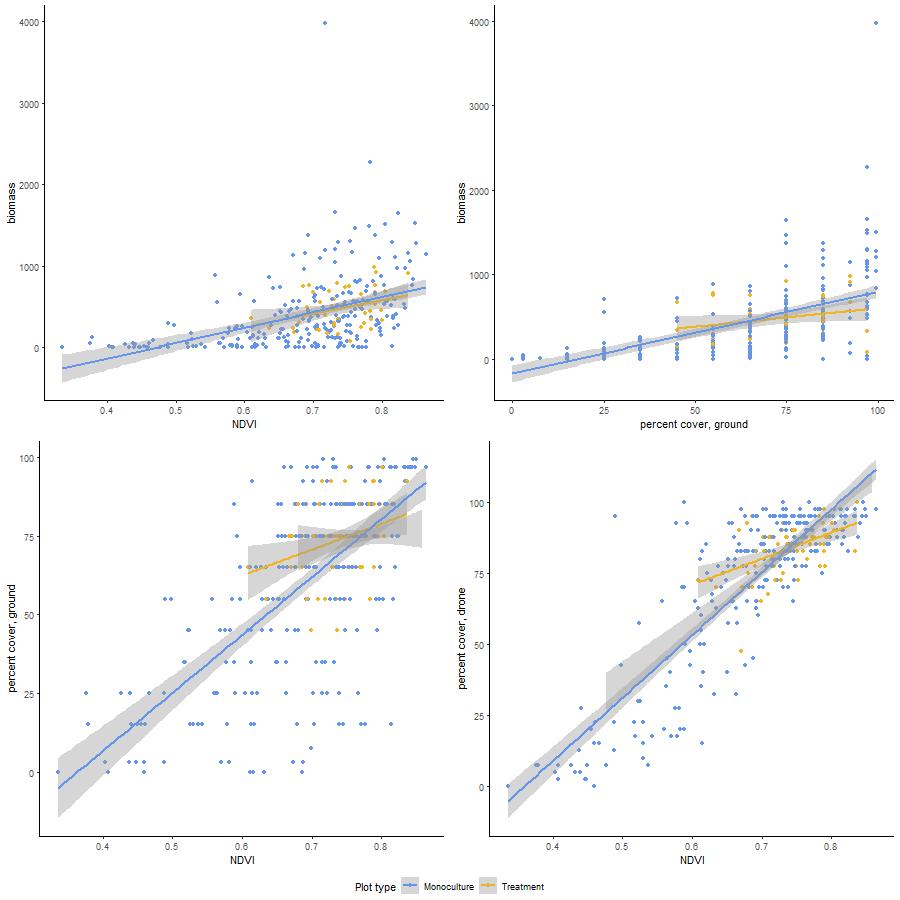 4000
3000
2000
1000
0
biomass
0.4 0.5 0.6 0.7 0.8
NDVI
4000
3000
2000
1000
0
biomass
0 25 50 75 100
percent cover, ground
100
75
50
25
0
percent cover, ground
0.4 0.5 0.6 0.7 0.8
NDVI
100
75
50
25
0
percent cover, drone
0.4 0.5 0.6 0.7 0.8
NDVI
Plot type Monoculture Treatment